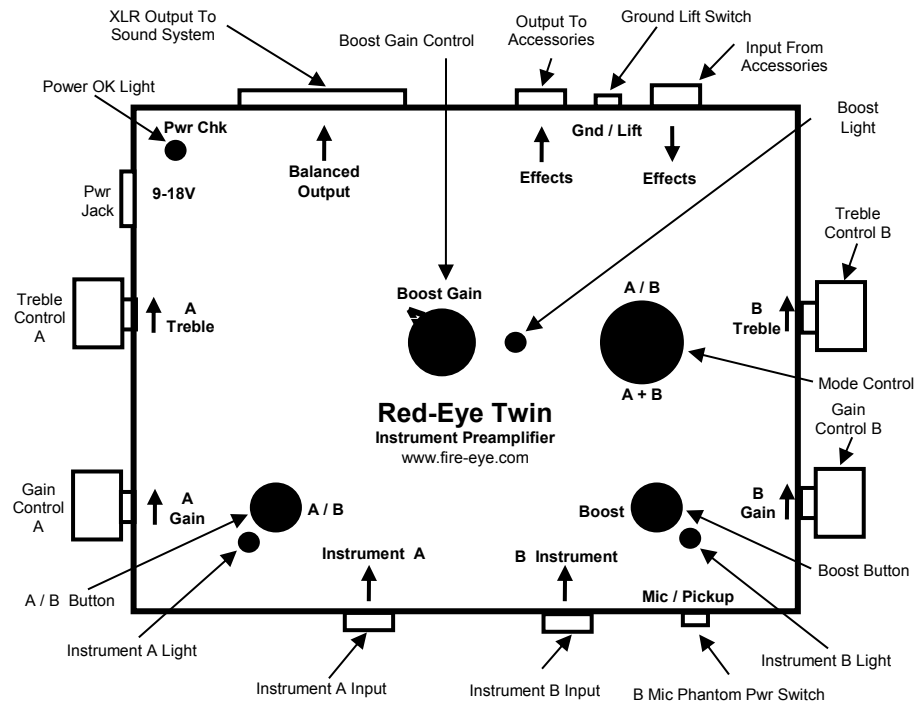 XLR Output To
Sound System
Boost Gain Control
Output To
Accessories
Ground Lift Switch
Input From
Accessories
Power OK Light
Boost
Light
Pwr Chk
Gnd / Lift
Balanced
Output
Effects
Effects
Pwr
Jack
9-18V
Treble
Control B
Treble
Control
A
A
Treble
Boost Gain
A / B
B
Treble
A + B
Mode Control
Red-Eye Twin
Instrument Preamplifier
www.fire-eye.com
Gain
Control B
Gain
Control
A
A
Gain
A / B
Boost
B
Gain
Instrument A
B Instrument
Boost Button
A / B Button
Mic / Pickup
Instrument A Light
Instrument B Light
Instrument A Input
Instrument B Input
B Mic Phantom Pwr Switch